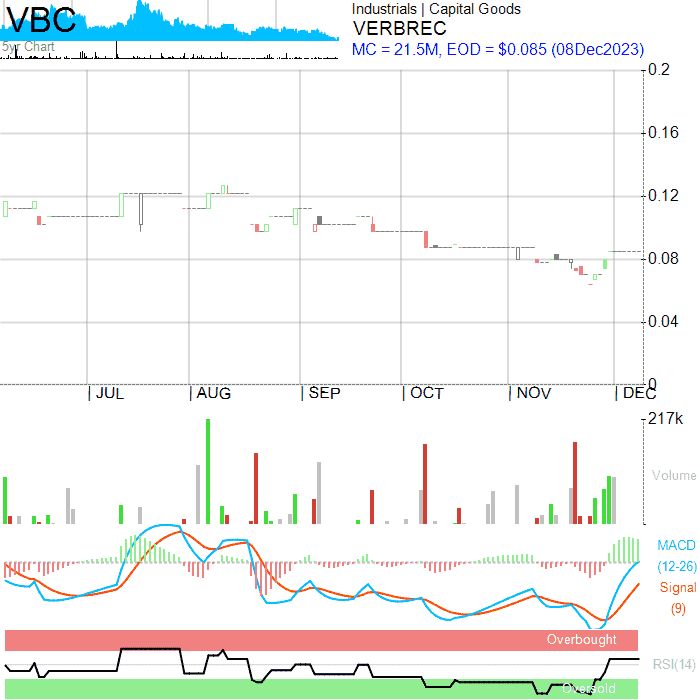 VBC
5yr Chart
Industrials | Capital Goods
VERBREC
MC = 21.5M, EOD = $0.085 (08Dec2023)
0.2
0.16
0.12
0.08
0.04
0
JUL
AUG
SEP
OCT
NOV
DEC
217k
Volume
MACD
(12-26)
Signal
(9)
Overbought
RSI(14)
Oversold